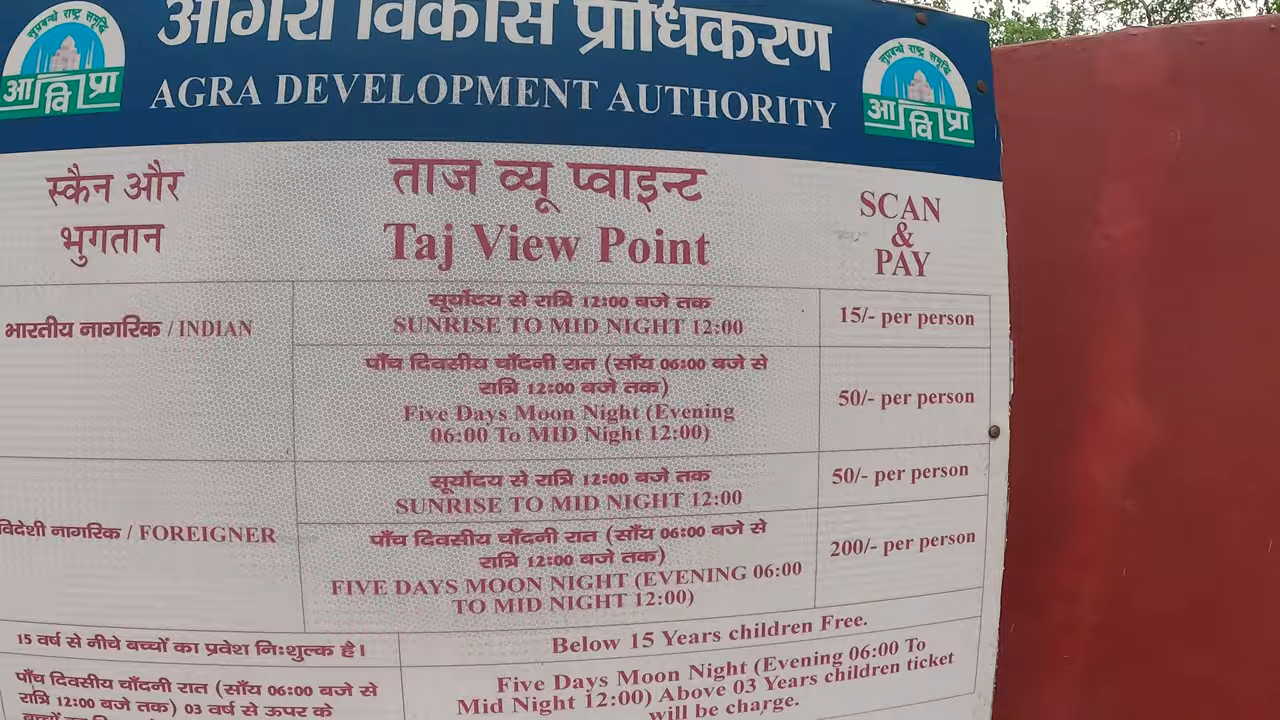 आगरा विकास प्राधिकरण
AGRA DEVELOPMENT AUTHORITY
सुप्रबन्धे राष्ट्र समृद्धि
आ वि प्रा
सुप्रबन्धे राष्ट्र समृद्धि
आ वि प्रा
स्कैन और
भुगतान
ताज व्यू प्वाइन्ट
Taj View Point
SCAN
&
PAY
भारतीय नागरिक / INDIAN
सूर्योदय से रात्रि 12:00 बजे तक
SUNRISE TO MID NIGHT 12:00
15/- per person
पाँच दिवसीय चाँदनी रात (साँय 06:00 बजे से
रात्रि 12:00 बजे तक)
Five Days Moon Night (Evening
06:00 To MID Night 12:00)
50/- per person
विदेशी नागरिक / FOREIGNER
सूर्योदय से रात्रि 12:00 बजे तक
SUNRISE TO MID NIGHT 12:00
50/- per person
पाँच दिवसीय चाँदनी रात (साँय 06:00 बजे से
रात्रि 12:00 बजे तक)
FIVE DAYS MOON NIGHT (EVENING 06:00
TO MID NIGHT 12:00)
200/- per person
15 वर्ष से नीचे बच्चों का प्रवेश निःशुल्क है।
Below 15 Years children Free.
पाँच दिवसीय चाँदनी रात (साँय 06:00 बजे से
रात्रि 12:00 बजे तक) 03 वर्ष से ऊपर के
Five Days Moon Night (Evening 06:00 To
Mid Night 12:00) Above 03 Years children ticket
will be charge.